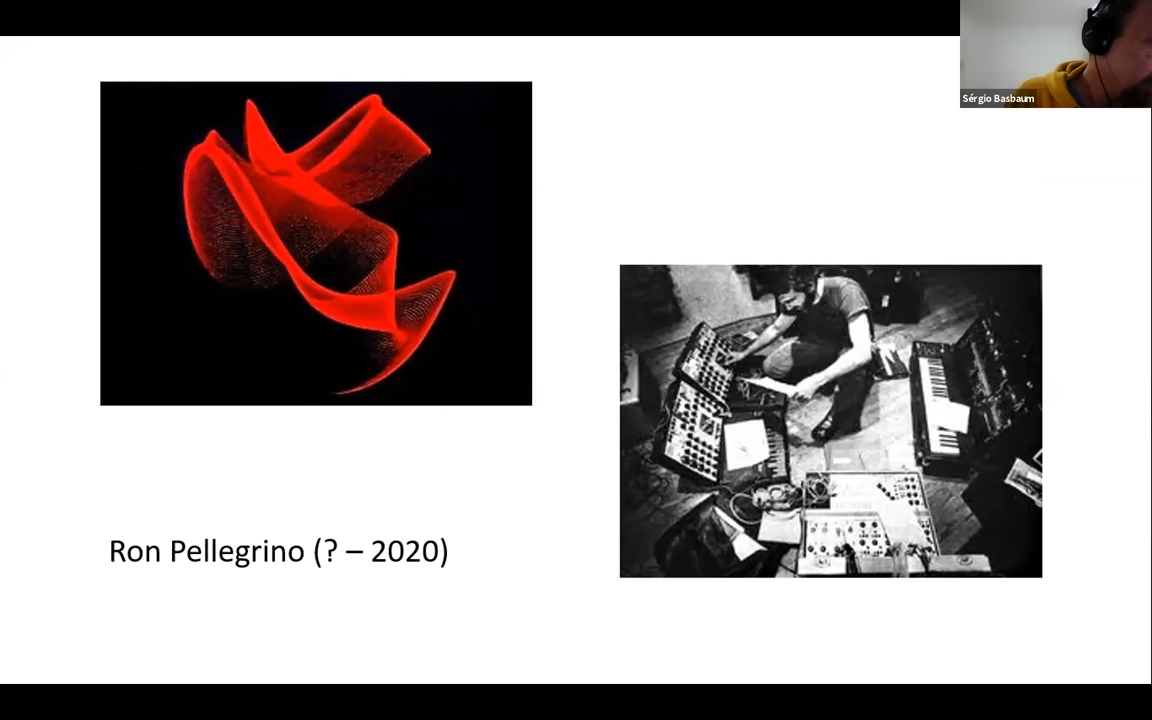 Sérgio Basbaum
Ron Pellegrino (? – 2020)